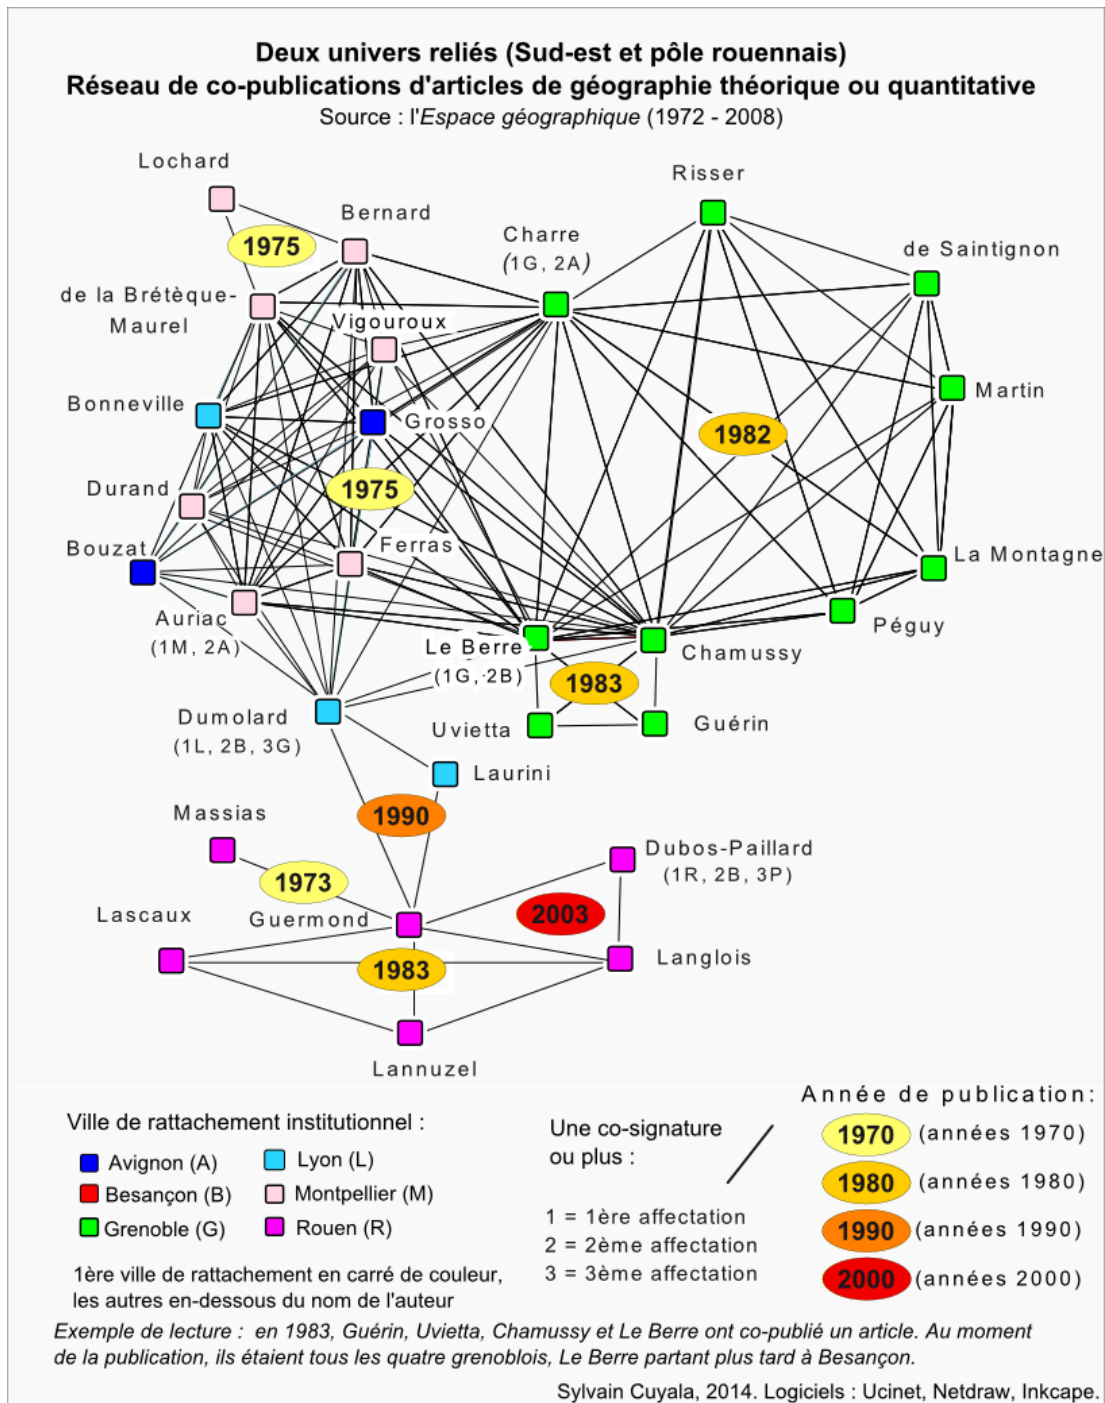 Deux univers reliés (Sud-est et pôle rouennais)
Réseau de co-publications d'articles de géographie théorique ou quantitative
Source : l'Espace géographique (1972 - 2008)
Lochard
Risser
Bernard
Charre
(1G, 2A)
de Saintignon
1975
de la Brétèque-
Maurel
Vigouroux
Bonneville
Grosso
Martin
1982
Durand
1975
Bouzat
Ferras
La Montagne
Auriac
(1M, 2A)
Le Berre
(1G, 2B)
Chamussy
Péguy
1983
Dumolard
(1L, 2B, 3G)
Uvietta
Guérin
Laurini
Massias
1990
Dubos-Paillard
(1R, 2B, 3P)
1973
Lascaux
Guermond
2003
Langlois
1983
Lannuzel
Ville de rattachement institutionnel :
Avignon (A)
Lyon (L)
Besançon (B)
Montpellier (M)
Grenoble (G)
Rouen (R)
1ère ville de rattachement en carré de couleur,
les autres en-dessous du nom de l'auteur
Une co-signature
ou plus :
1 = 1ère affectation
2 = 2ème affectation
3 = 3ème affectation
Année de publication :
1970 (années 1970)
1980 (années 1980)
1990 (années 1990)
2000 (années 2000)
Exemple de lecture : en 1983, Guérin, Uvietta, Chamussy et Le Berre ont co-publié un article. Au moment
de la publication, ils étaient tous les quatre grenoblois, Le Berre partant plus tard à Besançon.
Sylvain Cuyala, 2014. Logiciels : Ucinet, Netdraw, Inkcape.